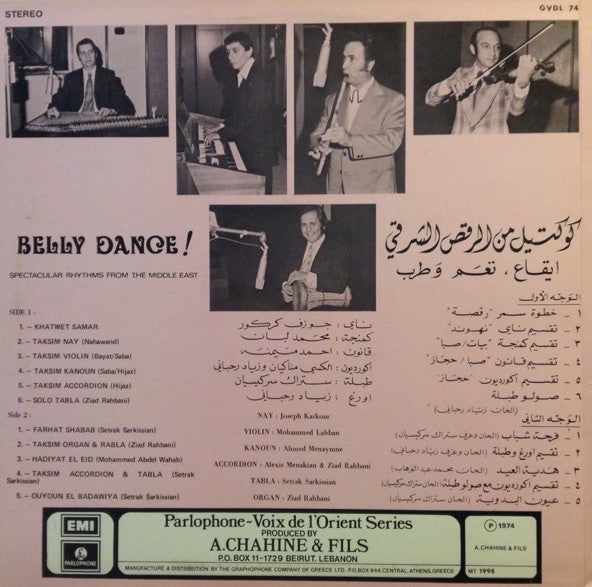 STEREO
GVDL 74
BELLY DANCE!
SPECTACULAR RHYTHMS FROM THE MIDDLE EAST
كوكتيل من الرقص الشرقي
ايقاع، نغم وطرب
SIDE 1 :
1. – KHATWET SAMAR
2. – TAKSIM NAY (Nahawand)
3. – TAKSIM VIOLIN (Bayat/Saba)
4. – TAKSIM KANOUN (Saba/Hijaz)
5. – TAKSIM ACCORDION (Hijaz)
6. – SOLO TABLA (Ziad Rahbani)
Side 2 :
1. – FARHAT SHABAB (Setrak Sarkissian)
2. – TAKSIM ORGAN & RABLA (Ziad Rahbani)
3. – HADIYAT EL EID (Mohammed Abdel Wahab)
4. – TAKSIM ACCORDION & TABLA (Setrak
Sarkissian)
5. – OUYOUN EL BADAWIYA (Setrak Sarkissian)
ناي : جوزف كركور
كمنجة : محمد لبان
قانون : احمد منيمنة
اكورديون : الكسي مناكيان وزياد رحباني
طبلة : ستراك سركيسيان
اورغ : زياد رحباني
NAY : Joseph Karkour
VIOLIN : Mohammed Labban
KANOUN : Ahmed Menaymne
ACCORDION : Alexis Menakian & Ziad Rahbani
TABLA : Setrak Sarkissian
ORGAN : Ziad Rahbani
الوجه الأول
١ – خطوة سمر "رقصة"
٢ – تقسيم ناي "نهوند"
٣ – تقسيم كمنجة "بيات/صبا"
٤ – تقسيم قانون "صبا/حجاز"
٥ – تقسيم اكورديون "حجاز"
٦ – صولو طبلة
(الحان زياد رحباني)
الوجه الثاني
١ – فرحة شباب (الحان وعزف ستراك سركيسيان)
٢ – تقسيم اورغ وطبلة (الحان وعزف زياد رحباني)
٣ – هدية العيد (الحان محمد عبد الوهاب)
٤ – تقسيم اكورديون مع صولو طبلة (الحان ستراك سركيسيان)
٥ – عيون البدوية (الحان ستراك سركيسيان)
EMI
PARLOPHONE
Parlophone-Voix de l'Orient Series
PRODUCED BY
A.CHAHINE & FILS
P.O. BOX 11-1729 BEIRUT, LEBANON
MANUFACTURE & DISTRIBUTION BY THE GRAPHOPHONE COMPANY OF GREECE LTD. P.O.BOX 944, CENTRAL ATHENS, GREECE
Ⓟ 1974
A.CHAHINE & FILS
MT 1998